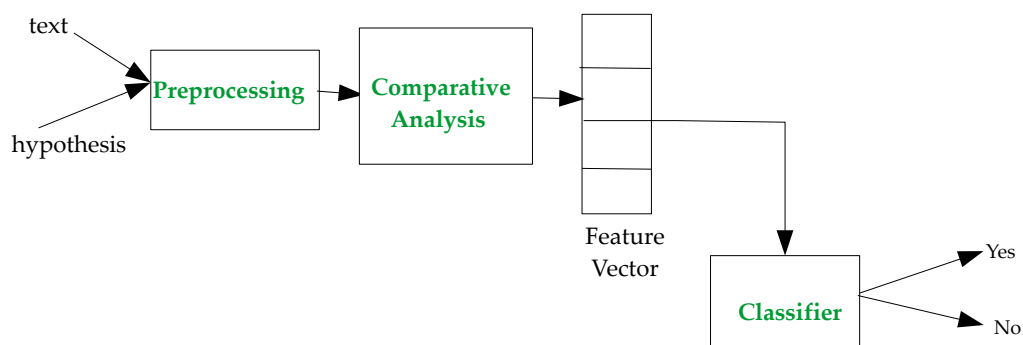 text
hypothesis
Preprocessing
Comparative
Analysis
Feature
Vector
Classifier
Yes
No